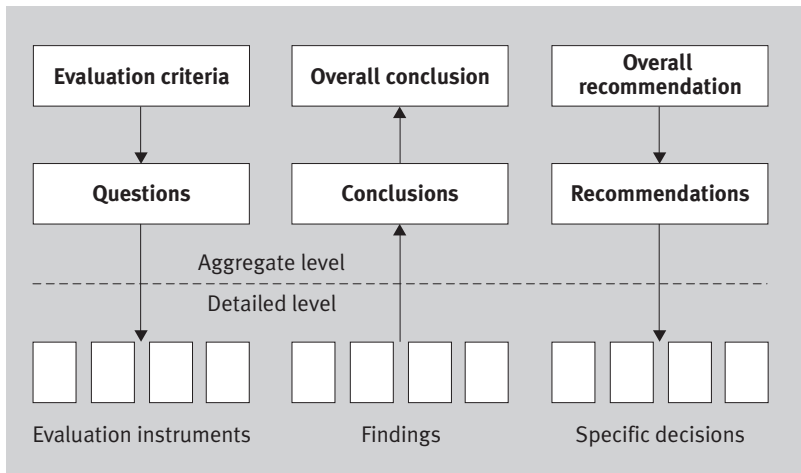 Evaluation criteria
Overall conclusion
Overall
recommendation
Questions
Conclusions
Recommendations
Aggregate level
Detailed level
Evaluation instruments
Findings
Specific decisions